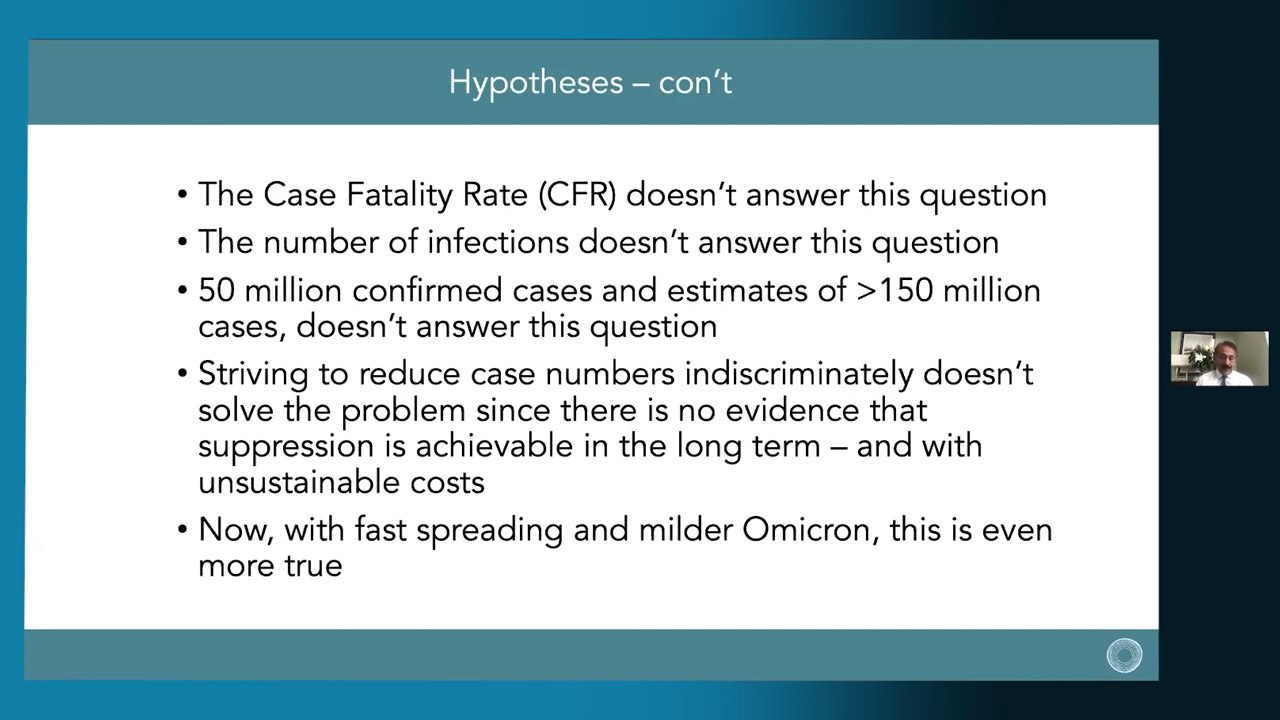 Hypotheses – con’t
• The Case Fatality Rate (CFR) doesn’t answer this question
• The number of infections doesn’t answer this question
• 50 million confirmed cases and estimates of >150 million
cases, doesn’t answer this question
• Striving to reduce case numbers indiscriminately doesn’t
solve the problem since there is no evidence that
suppression is achievable in the long term – and with
unsustainable costs
• Now, with fast spreading and milder Omicron, this is even
more true